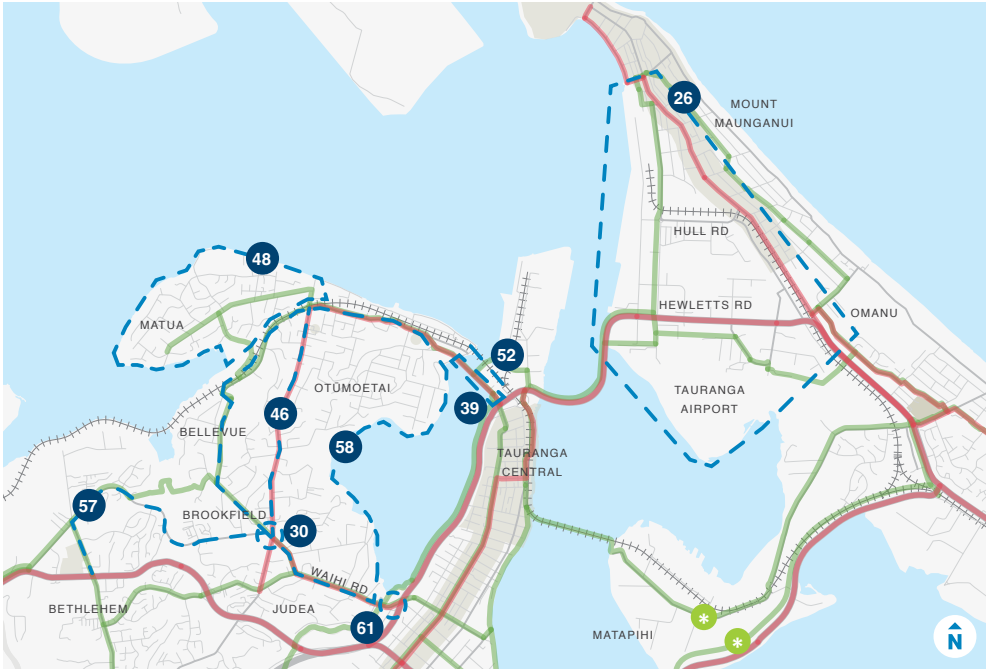 26
MOUNT
MAUNGANUI
HULL RD
48
HEWLETTS RD
OMANU
MATUA
52
OTŪMOETAI
TAURANGA
AIRPORT
39
46
BELLEVUE
58
TAURANGA
CENTRAL
57
BROOKFIELD
30
WAIHI RD
BETHLEHEM
JUDEA
61
MATAPIHI
*
*
N